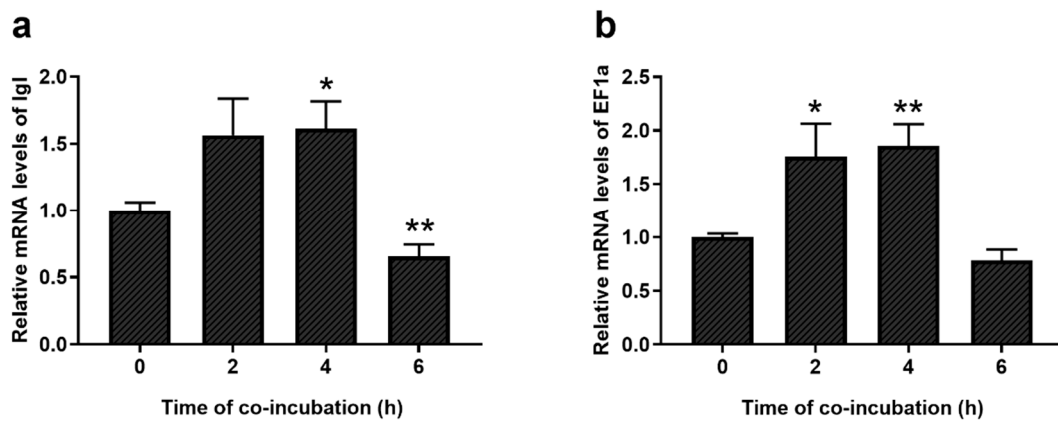 a
Relative mRNA levels of Igl
2.0
1.5
1.0
0.5
0.0
*
**
0 2 4 6
Time of co-incubation (h)
b
Relative mRNA levels of EF1a
2.5
2.0
1.5
1.0
0.5
0.0
*
**
0 2 4 6
Time of co-incubation (h)